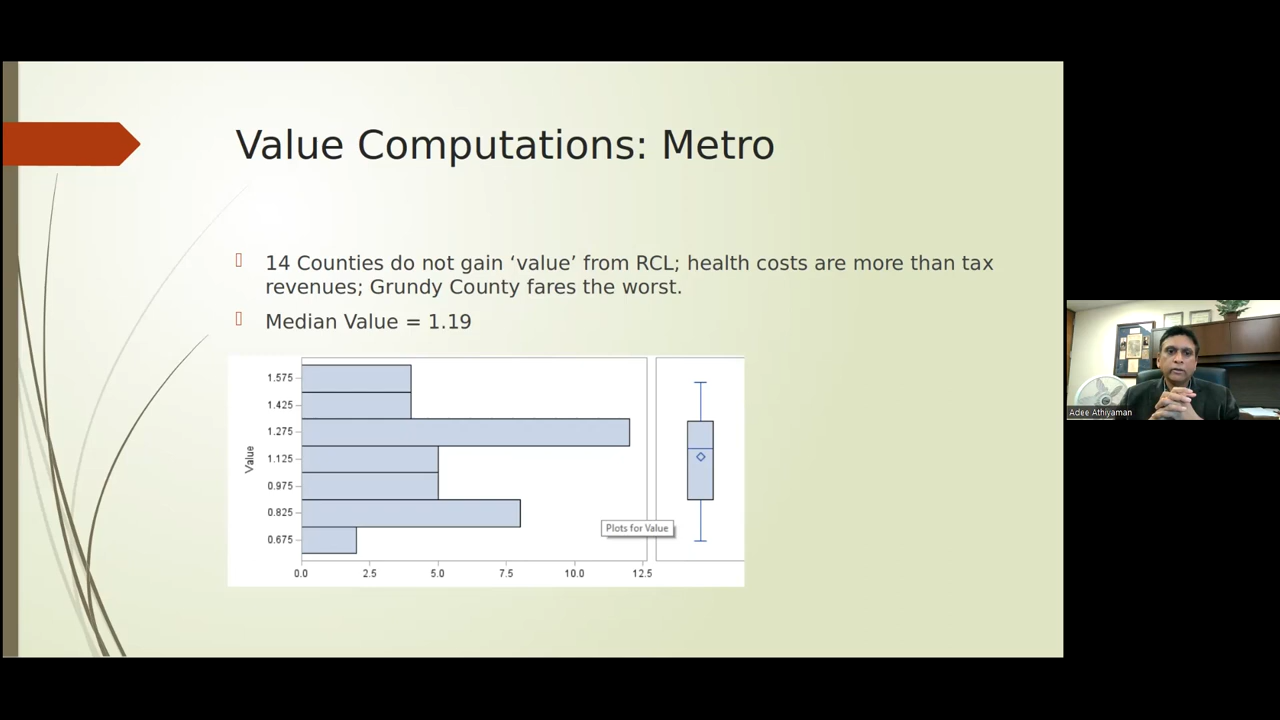 Value Computations: Metro
14 Counties do not gain ‘value’ from RCL; health costs are more than tax
revenues; Grundy County fares the worst.
Median Value = 1.19
Value
1.575
1.425
1.275
1.125
0.975
0.825
0.675
0.0 2.5 5.0 7.5 10.0 12.5
Plots for Value
Adee Athiyaman